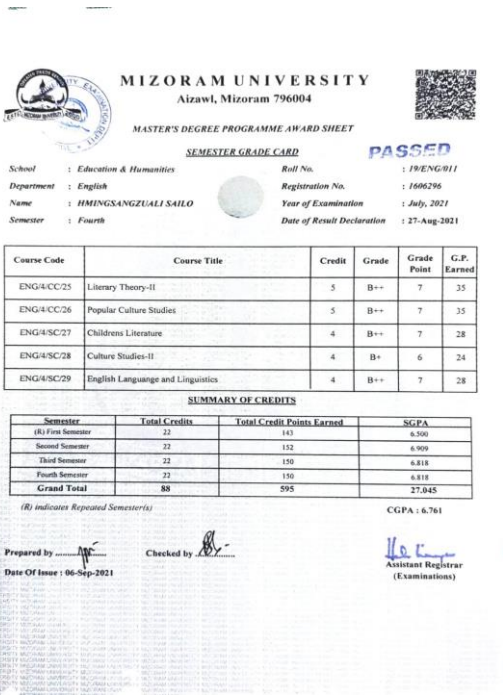 MIZORAM UNIVERSITY
Aizawl, Mizoram 796004
MASTER'S DEGREE PROGRAMME AWARD SHEET
SEMESTER GRADE CARD
PASSED
School : Education & Humanities Roll No. : 19/ENG/011
Department : English Registration No. : 1606296
Name : HMINGSANGZUALI SAILO Year of Examination : July, 2021
Semester : Fourth Date of Result Declaration : 27-Aug-2021
Course Code Course Title Credit Grade Grade Point G.P. Earned
ENG/4/CC/25 Literary Theory-II 5 B++ 7 35
ENG/4/CC/26 Popular Culture Studies 5 B++ 7 35
ENG/4/SC/27 Childrens Literature 4 B++ 7 28
ENG/4/SC/28 Culture Studies-II 4 B+ 6 24
ENG/4/SC/29 English Languange and Linguistics 4 B++ 7 28
SUMMARY OF CREDITS
Semester Total Credits Total Credit Points Earned SGPA
(R) First Semester 22 143 6.500
Second Semester 22 152 6.909
Third Semester 22 150 6.818
Fourth Semester 22 150 6.818
Grand Total 88 595 27.045
(R) indicates Repeated Semester(s)
CGPA : 6.761
Prepared by Checked by
Assistant Registrar
(Examinations)
Date Of Issue : 06-Sep-2021